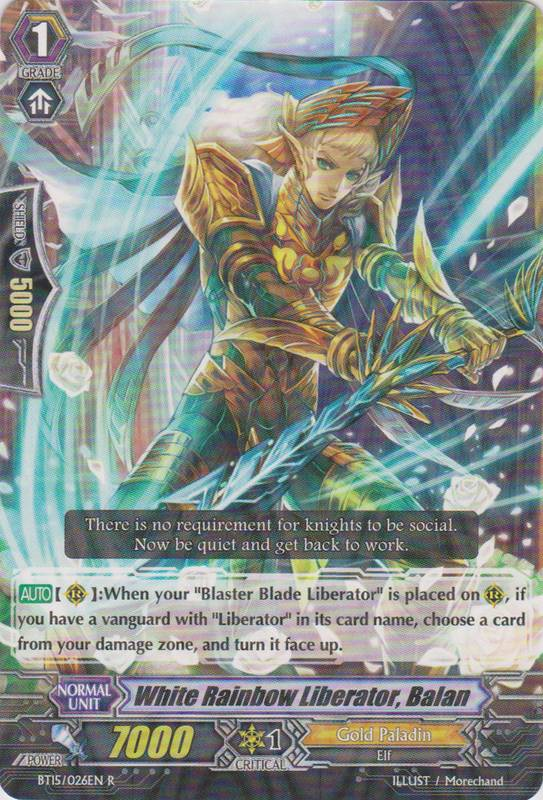 1
GRADE
SHIELD
5000
There is no requirement for knights to be social.
Now be quiet and get back to work.
AUTO [ R ]:When your "Blaster Blade Liberator" is placed on R, if
you have a vanguard with "Liberator" in its card name, choose a card
from your damage zone, and turn it face up.
NORMAL
UNIT
White Rainbow Liberator, Balan
POWER
7000
1
CRITICAL
Gold Paladin
Elf
BT15/026EN R
ILLUST / Morechand